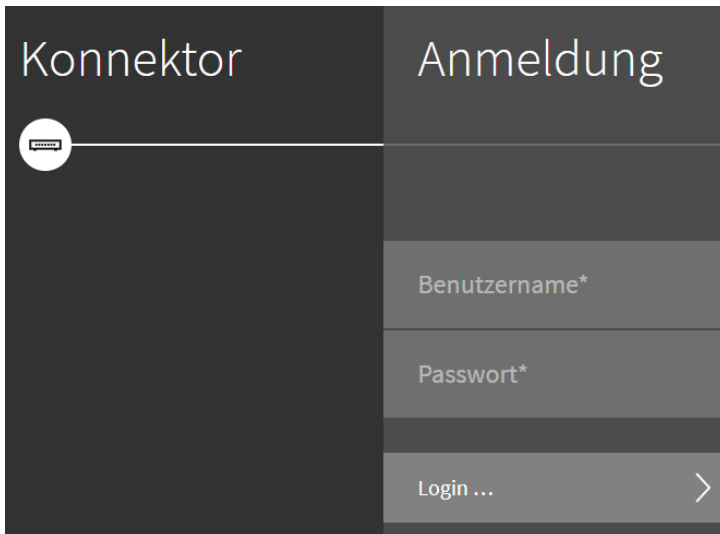 Konnektor
Anmeldung
Benutzername*
Passwort*
Login ...